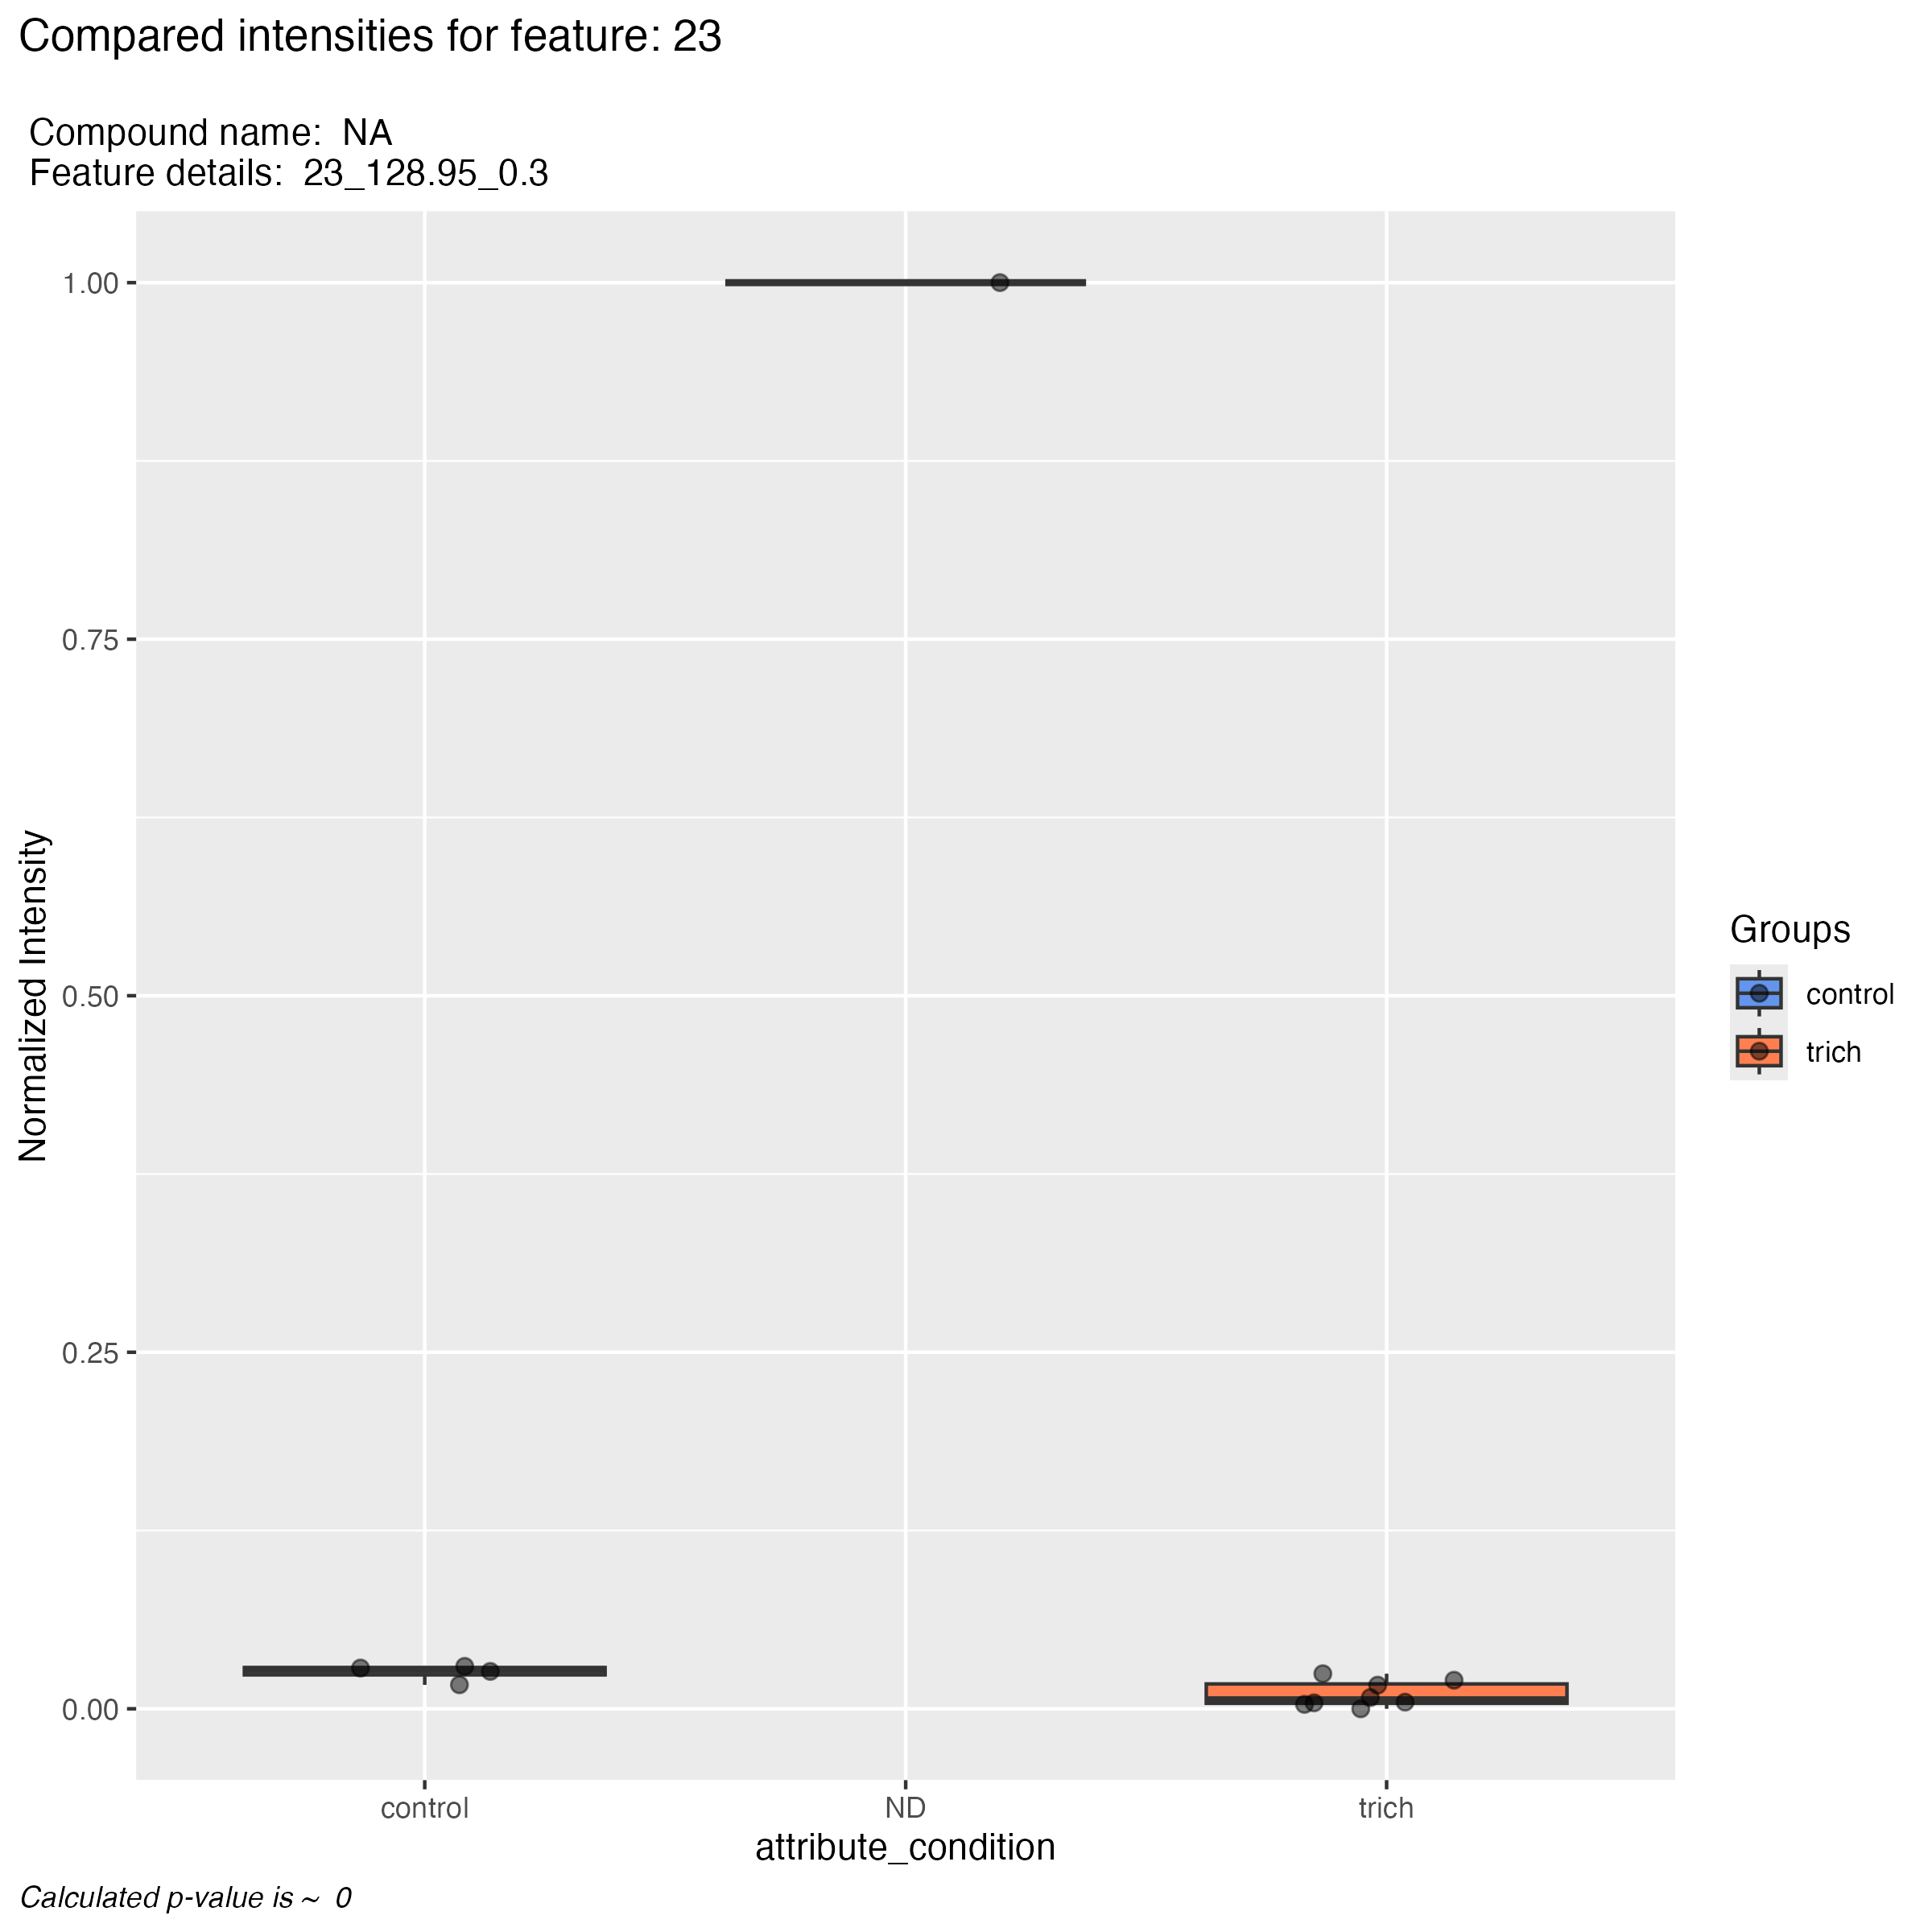 Compared intensities for feature: 23
Compound name:  NA
Feature details:  23_128.95_0.3
1.00
0.75
0.50
0.25
0.00
Normalized Intensity
control
ND
trich
attribute_condition
Groups
control
trich
Calculated p-value is ~  0